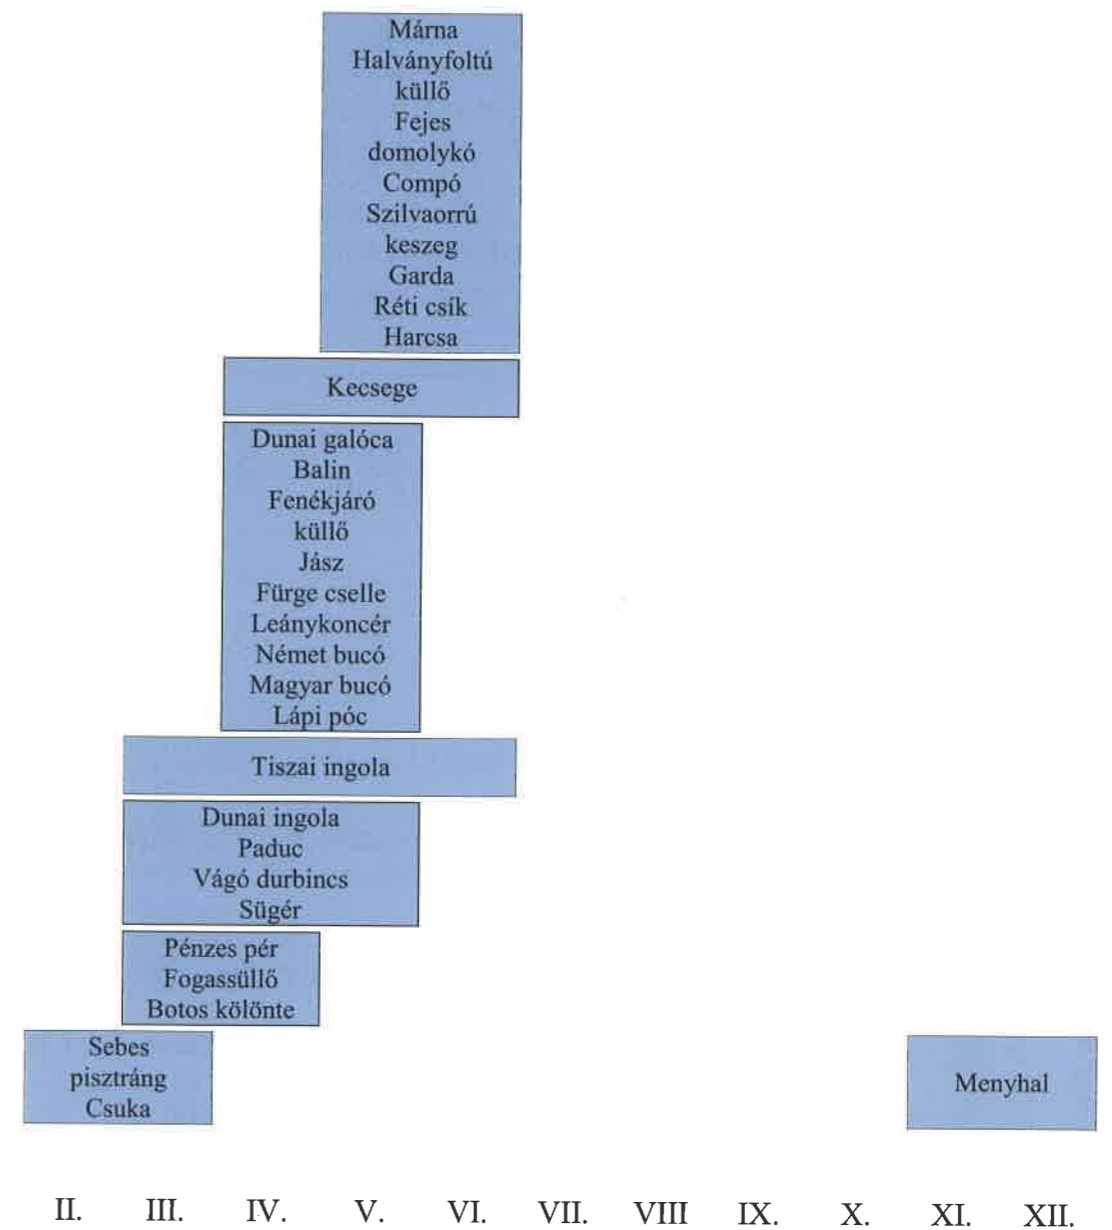 Márna
Halványfoltú
küllő
Fejes
domolykó
Compó
Szilvaorrú
keszeg
Garda
Réti csík
Harcsa
Kecsege
Dunai galóca
Balin
Fenékjáró
küllő
Jász
Fürge cselle
Leánykoncér
Német bucó
Magyar bucó
Lápi póc
Tiszai ingola
Dunai ingola
Paduc
Vágó durbincs
Sügér
Pénzes pér
Fogassüllő
Botos kölönte
Sebes
pisztráng
Csuka
Menyhal
II. III. IV. V. VI. VII. VIII IX. X. XI. XII.